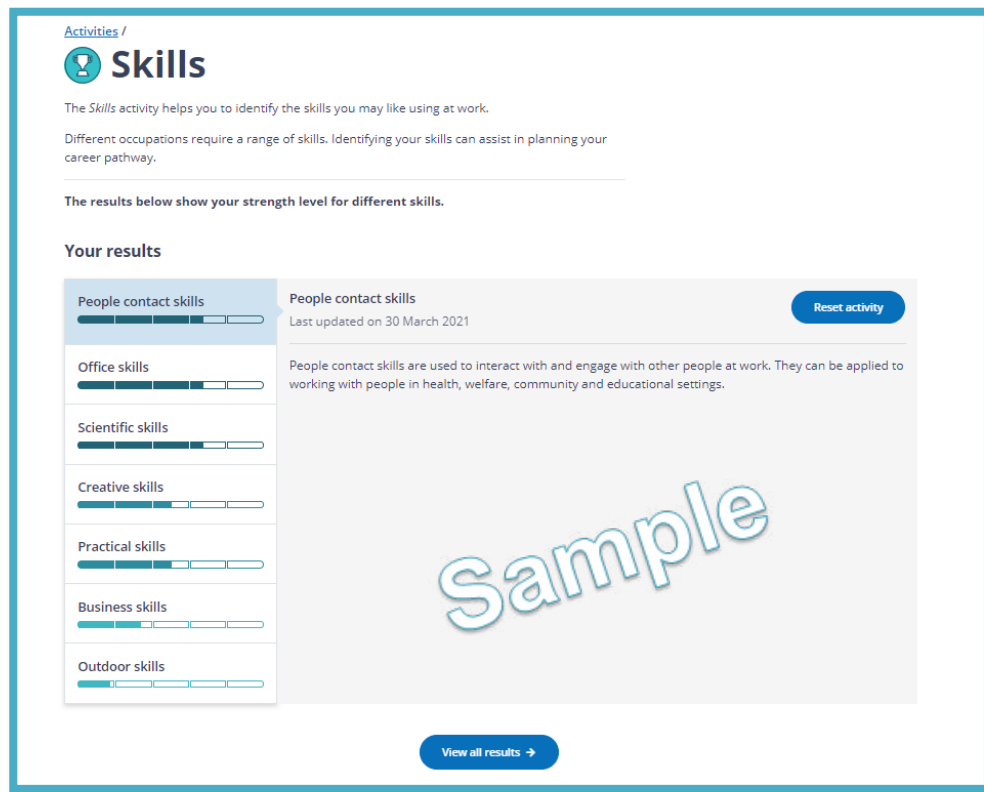 Activities /
Skills
The Skills activity helps you to identify the skills you may like using at work.
Different occupations require a range of skills. Identifying your skills can assist in planning your
career pathway.
The results below show your strength level for different skills.
Your results
People contact skills
Office skills
Scientific skills
Creative skills
Practical skills
Business skills
Outdoor skills
People contact skills
Last updated on 30 March 2021
Reset activity
People contact skills are used to interact with and engage with other people at work. They can be applied to
working with people in health, welfare, community and educational settings.
Sample
View all results →